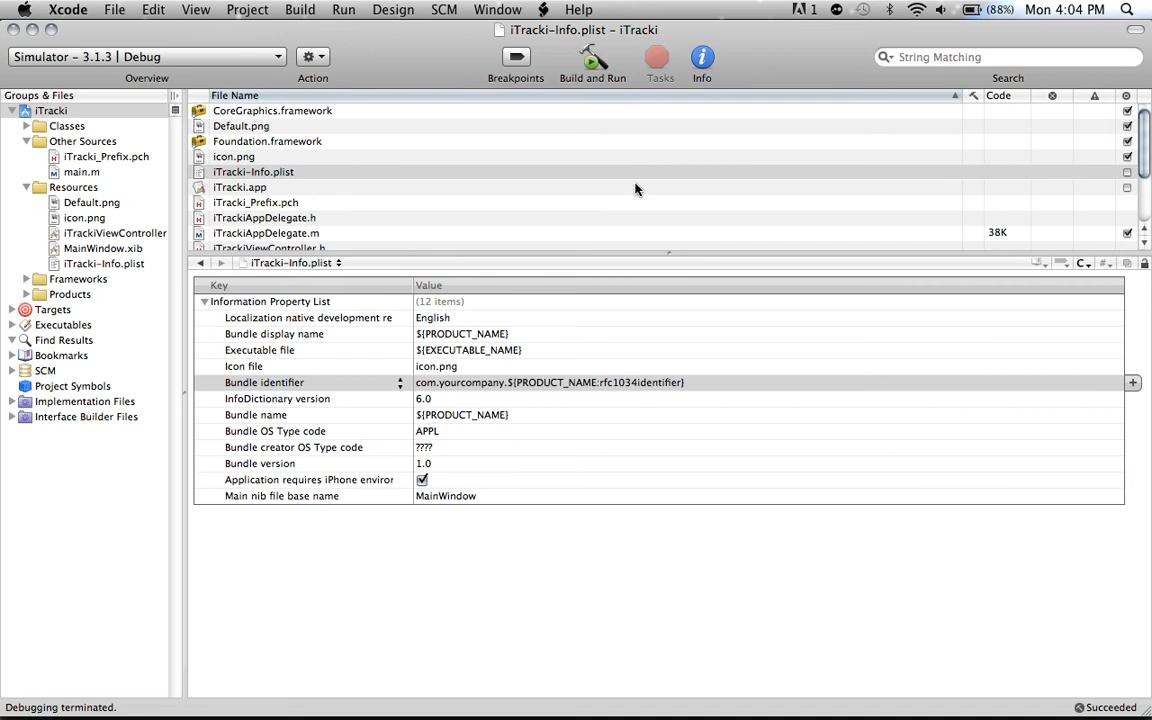 Xcode File Edit View Project Build Run Design SCM Window Help 1 (88%) Mon 4:04 PM
iTracki-Info.plist – iTracki
Simulator – 3.1.3 | Debug
String Matching
Overview Action Breakpoints Build and Run Tasks Info Search
Groups & Files
File Name
Code
iTracki
Classes
Other Sources
iTracki_Prefix.pch
main.m
Resources
Default.png
icon.png
iTrackiViewController
MainWindow.xib
iTracki-Info.plist
Frameworks
Products
Targets
Executables
Find Results
Bookmarks
SCM
Project Symbols
Implementation Files
Interface Builder Files
CoreGraphics.framework
Default.png
Foundation.framework
icon.png
iTracki-Info.plist
iTracki.app
iTracki_Prefix.pch
iTrackiAppDelegate.h
iTrackiAppDelegate.m 38K
iTrackiViewController.h
iTracki-Info.plist
C #
Key Value
Information Property List (12 items)
Localization native development re English
Bundle display name ${PRODUCT_NAME}
Executable file ${EXECUTABLE_NAME}
Icon file icon.png
Bundle identifier com.yourcompany.${PRODUCT_NAME:rfc1034identifier}
InfoDictionary version 6.0
Bundle name ${PRODUCT_NAME}
Bundle OS Type code APPL
Bundle creator OS Type code ????
Bundle version 1.0
Application requires iPhone enviror
Main nib file base name MainWindow
Debugging terminated.
Succeeded